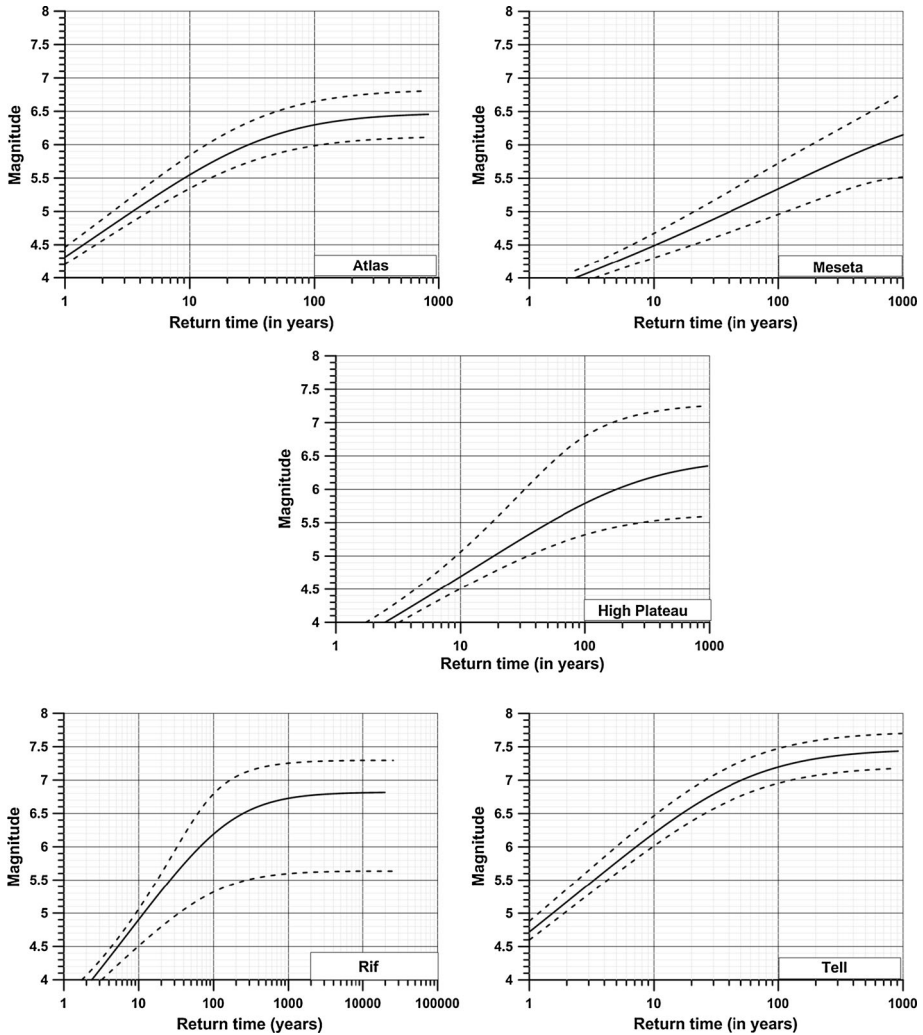 8
7.5
7
6.5
6
5.5
5
4.5
4
Magnitude
Atlas
1 10 100 1000
Return time (in years)
8
7.5
7
6.5
6
5.5
5
4.5
4
Magnitude
Meseta
1 10 100 1000
Return time (in years)
8
7.5
7
6.5
6
5.5
5
4.5
4
Magnitude
High Plateau
1 10 100 1000
Return time (in years)
8
7.5
7
6.5
6
5.5
5
4.5
4
Magnitude
Rif
1 10 100 1000 10000 100000
Return time (years)
8
7.5
7
6.5
6
5.5
5
4.5
4
Magnitude
Tell
1 10 100 1000
Return time (in years)